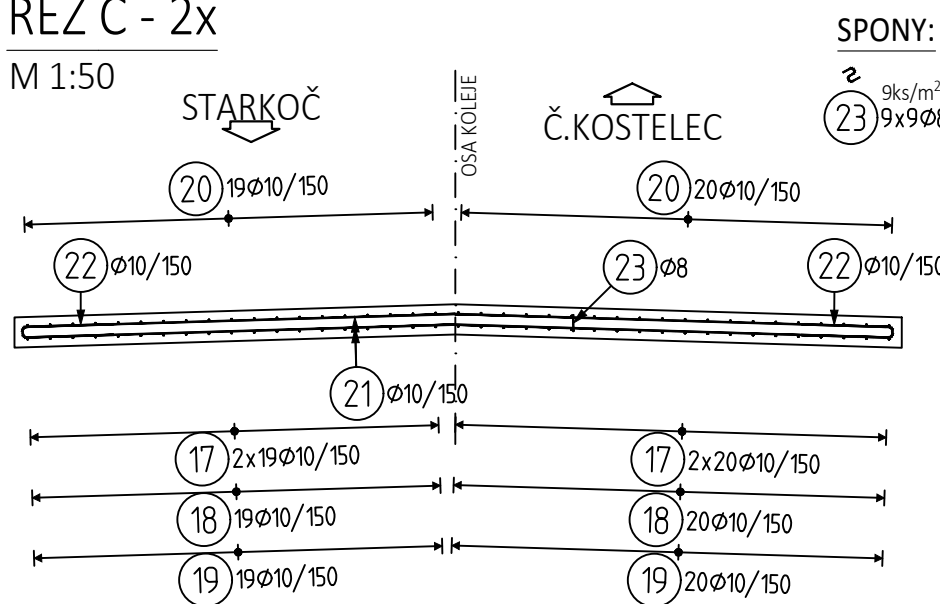 ŘEZ C - 2x
M 1:50
SPONY:
9ks/m²
23 9x9Ø8
STARKOČ
OSA KOLEJE
Č.KOSTELEC
20 19Ø10/150
20 20Ø10/150
22 Ø10/150
23 Ø8
22 Ø10/150
21 Ø10/150
17 2x19Ø10/150
17 2x20Ø10/150
18 19Ø10/150
18 20Ø10/150
19 19Ø10/150
19 20Ø10/150